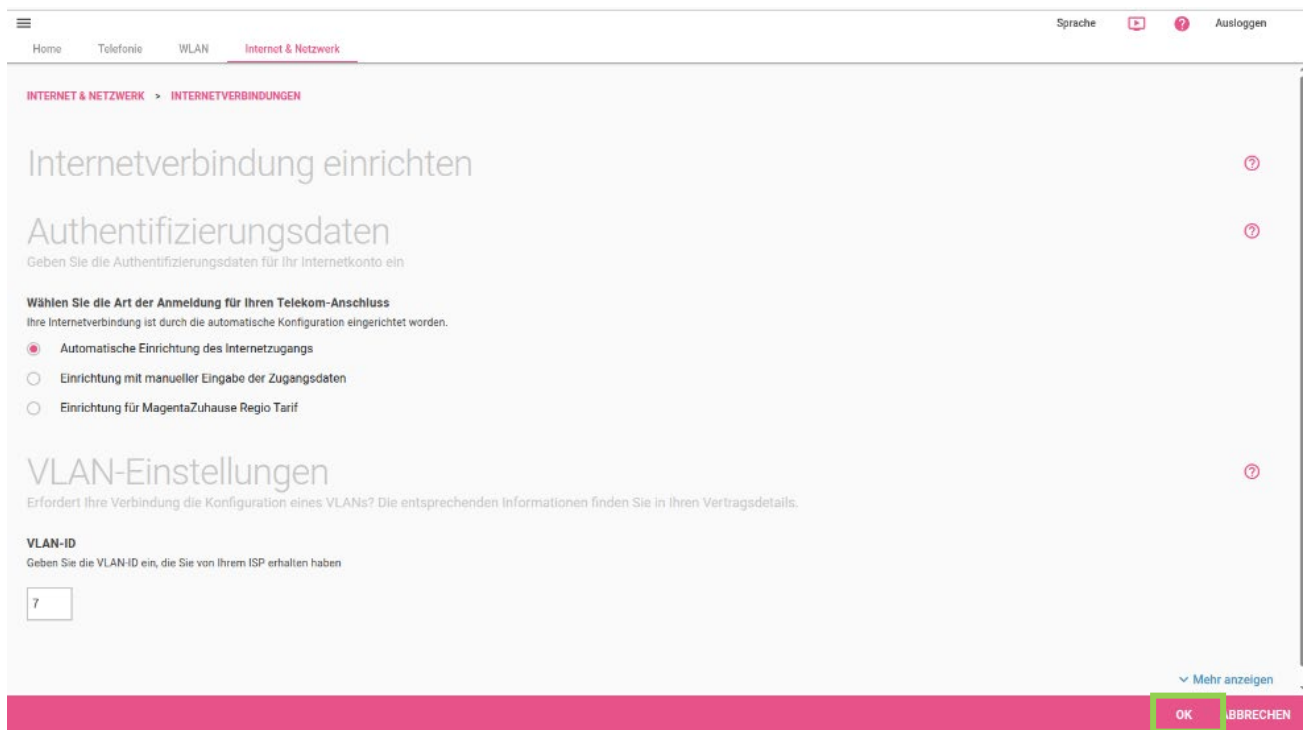 Sprache
Ausloggen
Home Telefonie WLAN Internet & Netzwerk
INTERNET & NETZWERK > INTERNETVERBINDUNGEN
Internetverbindung einrichten
Authentifizierungsdaten
Geben Sie die Authentifizierungsdaten für Ihr Internetkonto ein
Wählen Sie die Art der Anmeldung für Ihren Telekom-Anschluss
Ihre Internetverbindung ist durch die automatische Konfiguration eingerichtet worden.
Automatische Einrichtung des Internetzugangs
Einrichtung mit manueller Eingabe der Zugangsdaten
Einrichtung für MagentaZuhause Regio Tarif
VLAN-Einstellungen
Erfordert Ihre Verbindung die Konfiguration eines VLANs? Die entsprechenden Informationen finden Sie in Ihren Vertragsdetails.
VLAN-ID
Geben Sie die VLAN-ID ein, die Sie von Ihrem ISP erhalten haben
7
Mehr anzeigen
OK ABBRECHEN